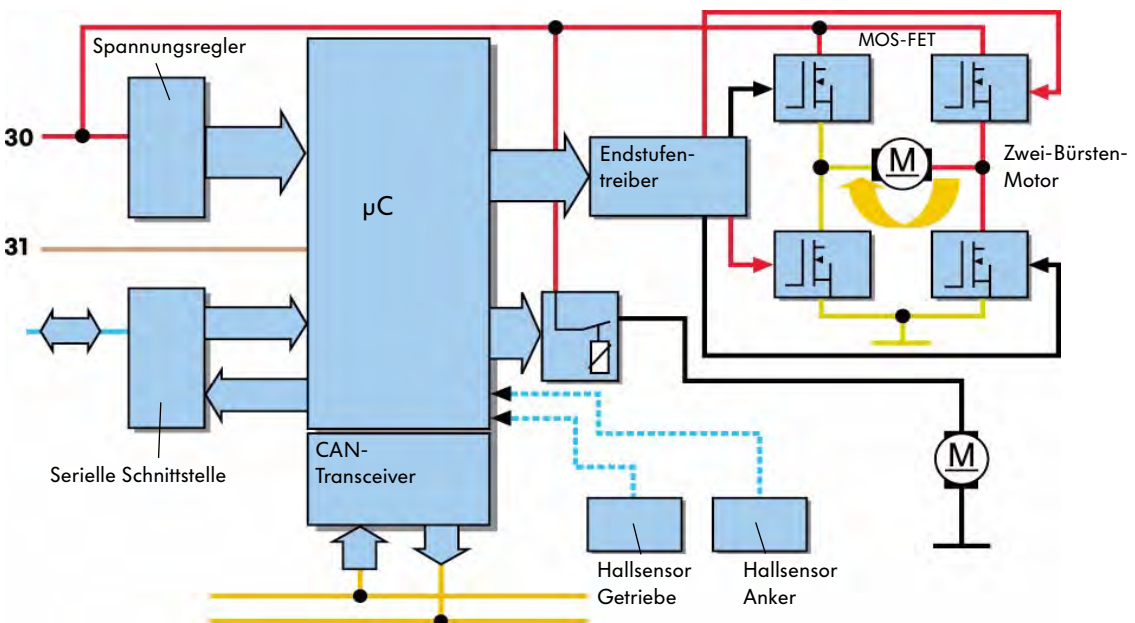 Spannungsregler
MOS-FET
30
Endstufen-
treiber
M
Zwei-Bürsten-
Motor
µC
31
CAN-
Transceiver
Serielle Schnittstelle
M
Hallsensor
Getriebe
Hallsensor
Anker